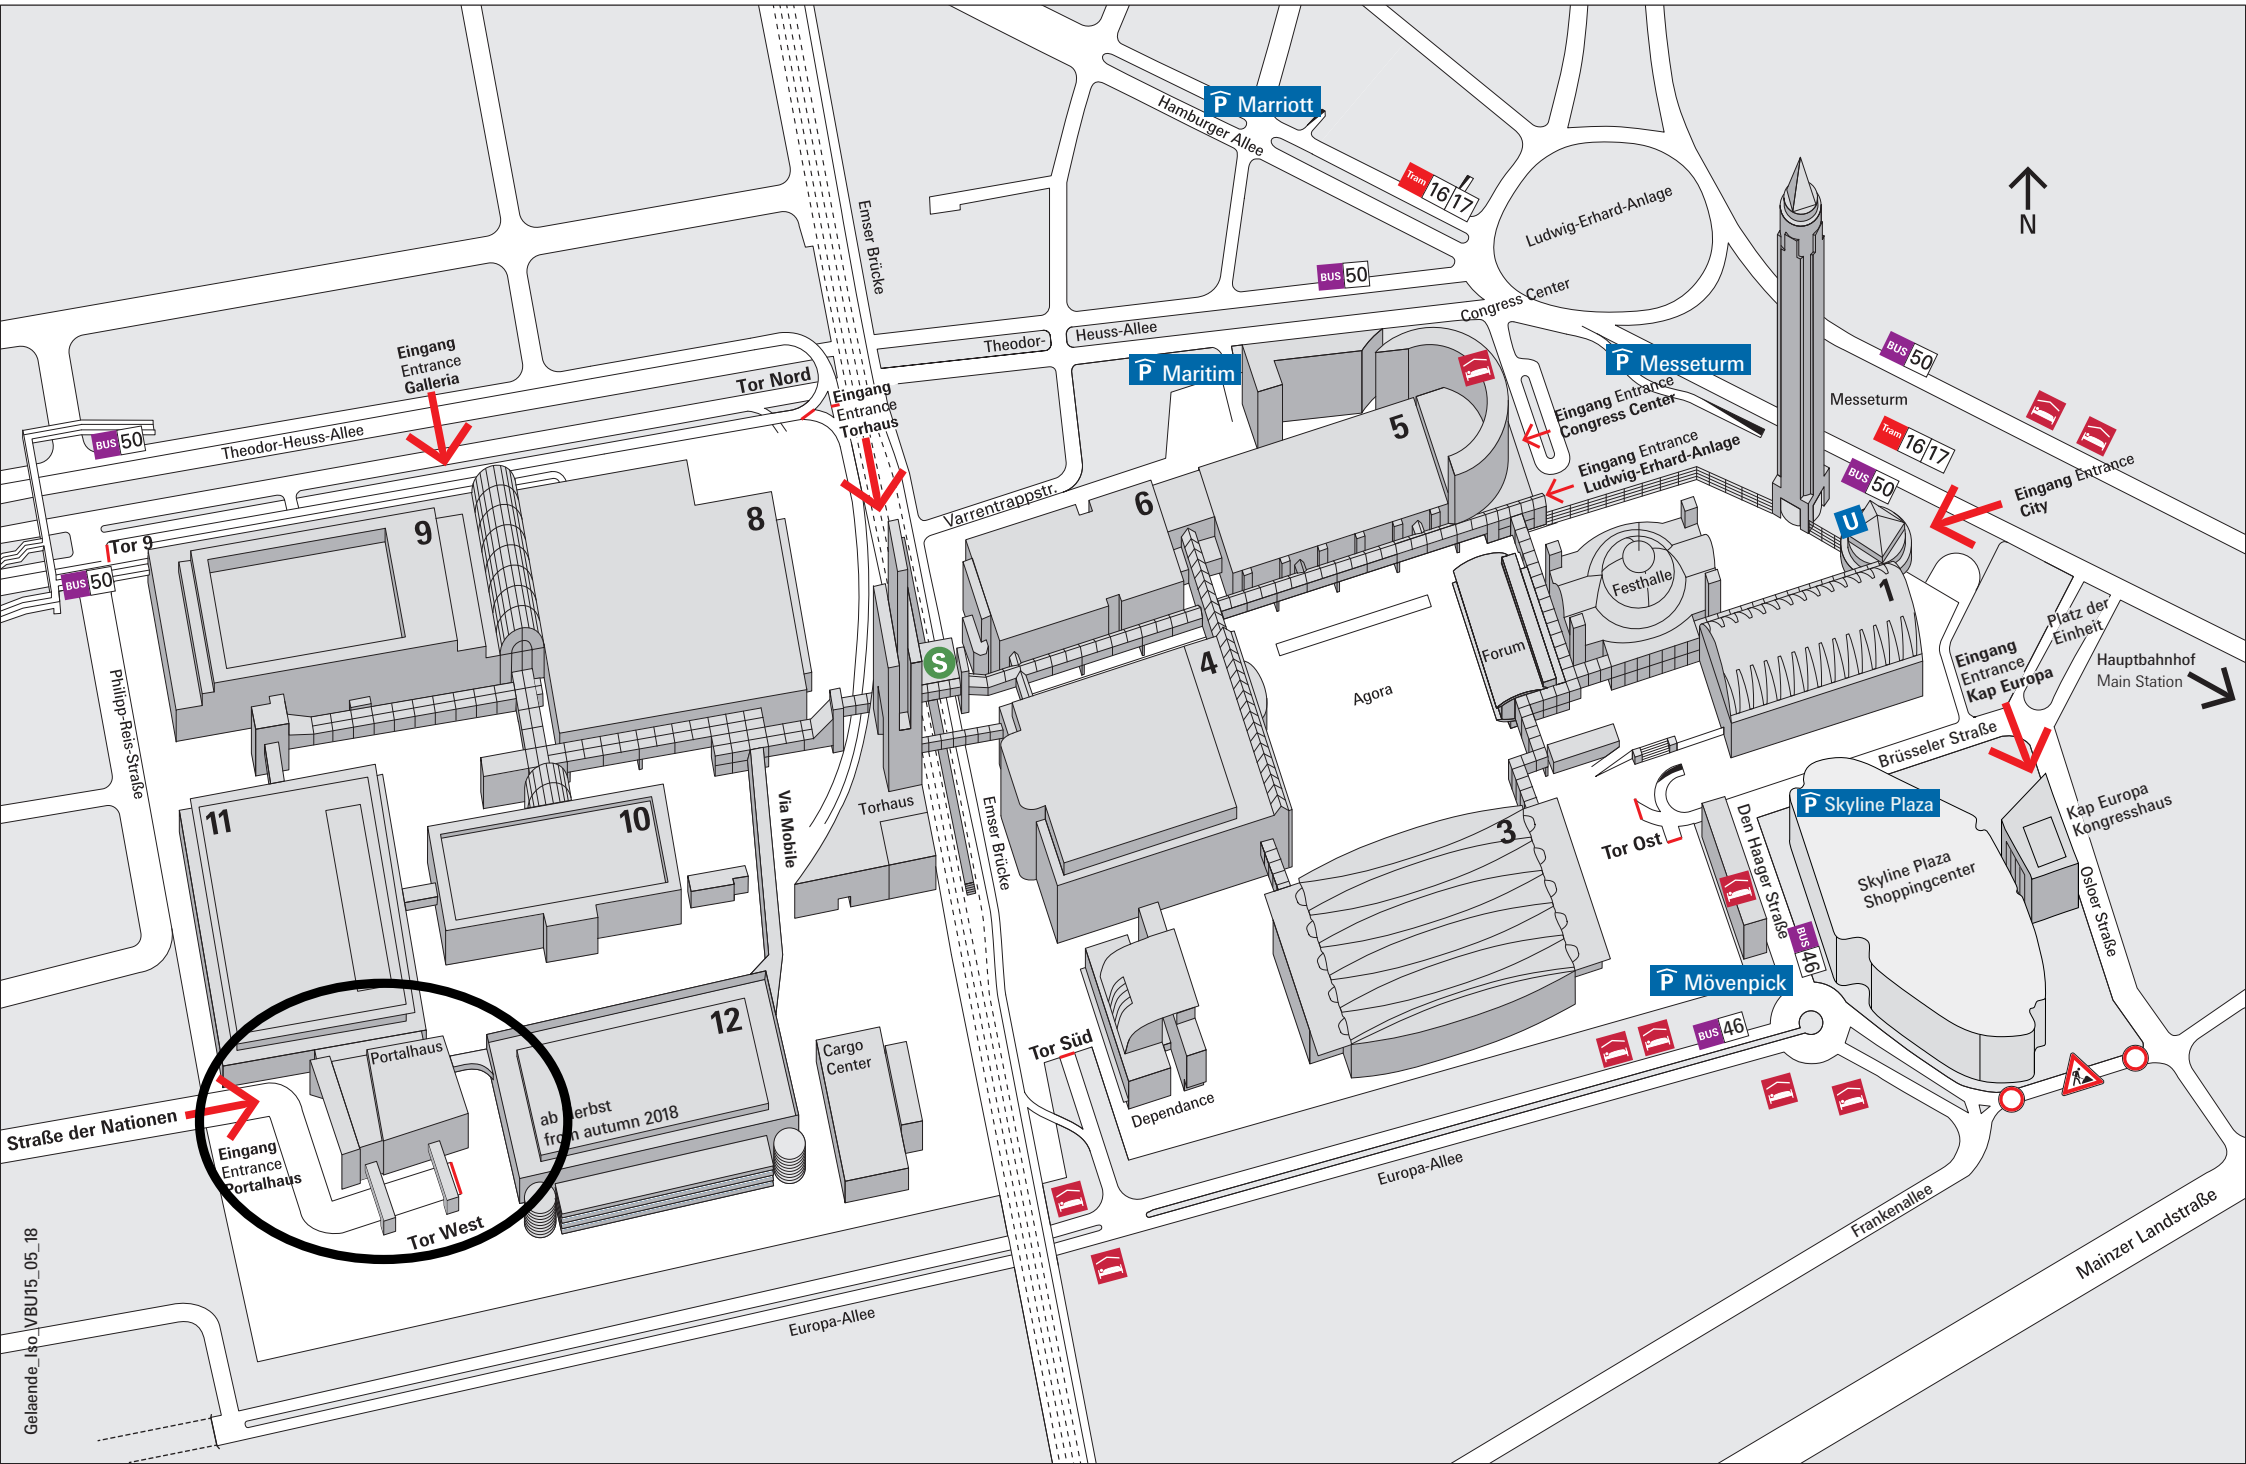 Marriott
Hamburger Allee
Tram 16 17
Ludwig-Erhard-Anlage
N
Emser Brücke
BUS 50
Congress Center
Theodor-
Heuss-Allee
Maritim
Messeturm
BUS 50
Eingang
Entrance
Galleria
Tor Nord
Eingang
Entrance
Torhaus
Theodor-Heuss-Allee
BUS 50
Eingang Entrance
Congress Center
Eingang Entrance
Ludwig-Erhard-Anlage
Messeturm
Tram 16 17
BUS 50
Eingang Entrance
City
U
5
6
Varrentrappstr.
8
9
Tor 9
BUS 50
Festhalle
1
Platz der
Einheit
Eingang
Entrance
Kap Europa
Hauptbahnhof
Main Station
S
4
Forum
Agora
Philipp-Reis-Straße
Brüsseler Straße
Torhaus
Via Mobile
Emser Brücke
11
10
3
Tor Ost
Skyline Plaza
Skyline Plaza
Shoppingcenter
Kap Europa
Kongresshaus
Den Haager Straße
Osloer Straße
BUS 46
Mövenpick
BUS 46
12
ab Herbst
from autumn 2018
Portalhaus
Cargo
Center
Tor Süd
Dependance
Straße der Nationen
Eingang
Entrance
Portalhaus
Tor West
Europa-Allee
Europa-Allee
Frankenallee
Mainzer Landstraße
Gelaende_Iso_VBU15_05_18